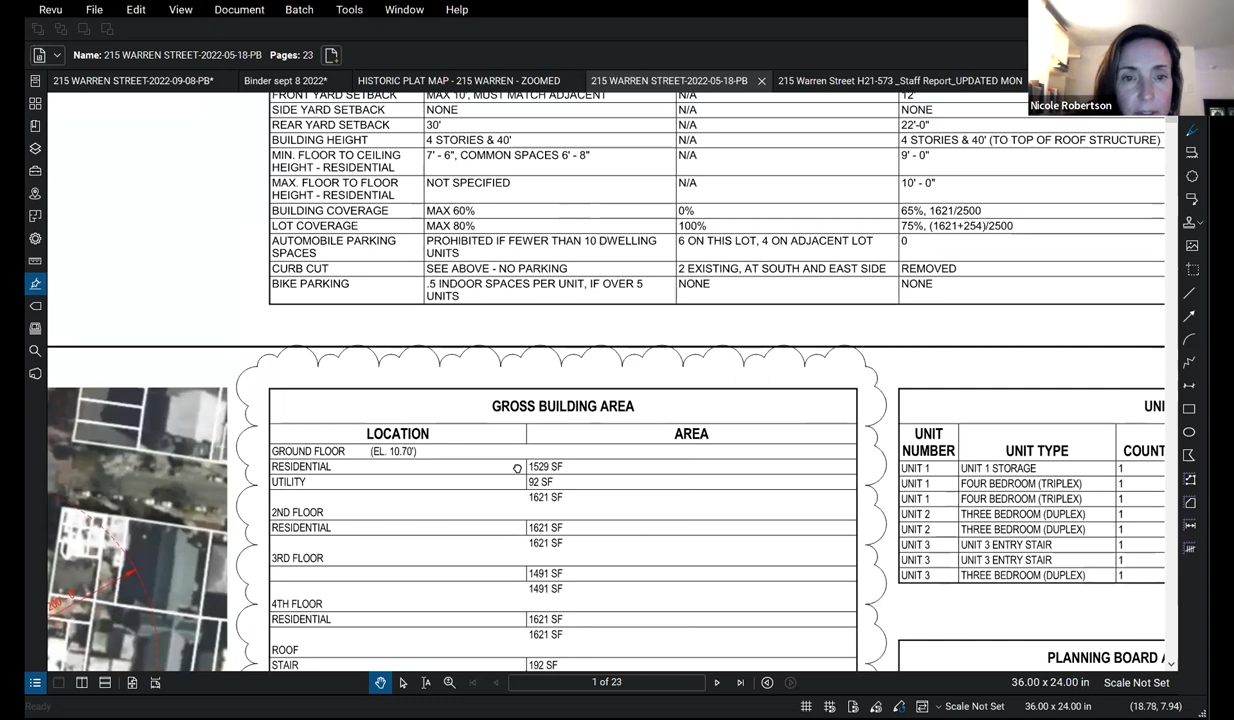 Revu File Edit View Document Batch Tools Window Help
Name: 215 WARREN STREET-2022-05-18-PB Pages: 23
215 WARREN STREET-2022-09-08-PB* Binder sept 8 2022* HISTORIC PLAT MAP - 215 WARREN - ZOOMED 215 WARREN STREET-2022-05-18-PB 215 Warren Street H21-573 _Staff Report_UPDATED MON
Nicole Robertson
FRONT YARD SETBACK MAX 10', MUST MATCH ADJACENT N/A 12'
SIDE YARD SETBACK NONE N/A NONE
REAR YARD SETBACK 30' N/A 22'-0"
BUILDING HEIGHT 4 STORIES & 40' N/A 4 STORIES & 40' (TO TOP OF ROOF STRUCTURE)
MIN. FLOOR TO CEILING 7' - 6", COMMON SPACES 6' - 8" N/A 9' - 0"
HEIGHT - RESIDENTIAL
MAX. FLOOR TO FLOOR NOT SPECIFIED N/A 10' - 0"
HEIGHT - RESIDENTIAL
BUILDING COVERAGE MAX 60% 0% 65%, 1621/2500
LOT COVERAGE MAX 80% 100% 75%, (1621+254)/2500
AUTOMOBILE PARKING PROHIBITED IF FEWER THAN 10 DWELLING 6 ON THIS LOT, 4 ON ADJACENT LOT 0
SPACES UNITS
CURB CUT SEE ABOVE - NO PARKING 2 EXISTING, AT SOUTH AND EAST SIDE REMOVED
BIKE PARKING .5 INDOOR SPACES PER UNIT, IF OVER 5 NONE NONE
UNITS
GROSS BUILDING AREA
LOCATION AREA
GROUND FLOOR (EL. 10.70')
RESIDENTIAL 1529 SF
UTILITY 92 SF
1621 SF
2ND FLOOR
RESIDENTIAL 1621 SF
1621 SF
3RD FLOOR
1491 SF
1491 SF
4TH FLOOR
RESIDENTIAL 1621 SF
1621 SF
ROOF
STAIR 192 SF
UNI
UNIT NUMBER UNIT TYPE COUNT
UNIT 1 UNIT 1 STORAGE 1
UNIT 1 FOUR BEDROOM (TRIPLEX) 1
UNIT 1 FOUR BEDROOM (TRIPLEX) 1
UNIT 2 THREE BEDROOM (DUPLEX) 1
UNIT 2 THREE BEDROOM (DUPLEX) 1
UNIT 3 UNIT 3 ENTRY STAIR 1
UNIT 3 UNIT 3 ENTRY STAIR 1
UNIT 3 THREE BEDROOM (DUPLEX) 1
PLANNING BOARD
1 of 23 36.00 x 24.00 in Scale Not Set
Ready Scale Not Set 36.00 x 24.00 in (18.78, 7.94)